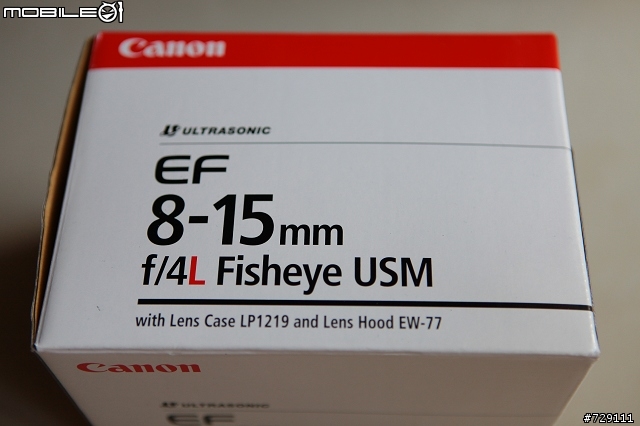 MOBILE01
Canon
ULTRASONIC
EF
8-15mm
f/4L Fisheye USM
with Lens Case LP1219 and Lens Hood EW-77
Canon
ULTRASONIC
EF
#729111